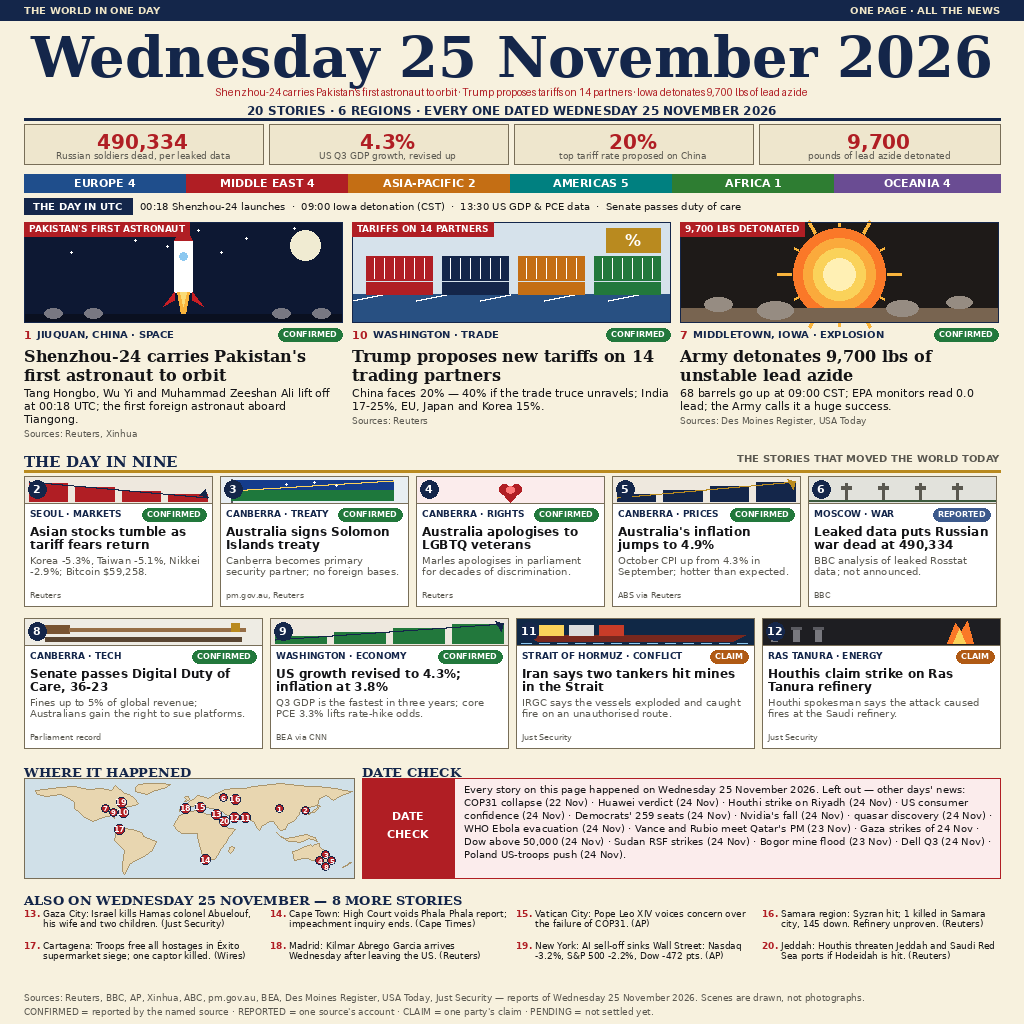 THE WORLD IN ONE DAY
ONE PAGE · ALL THE NEWS
Wednesday 25 November 2026
Shenzhou-24 carries Pakistan's first astronaut to orbit · Trump proposes tariffs on 14 partners · Iowa detonates 9,700 lbs of lead azide
20 STORIES · 6 REGIONS · EVERY ONE DATED WEDNESDAY 25 NOVEMBER 2026
490,334
Russian soldiers dead, per leaked data
4.3%
US Q3 GDP growth, revised up
20%
top tariff rate proposed on China
9,700
pounds of lead azide detonated
EUROPE 4
MIDDLE EAST 4
ASIA-PACIFIC 2
AMERICAS 5
AFRICA 1
OCEANIA 4
THE DAY IN UTC
00:18 Shenzhou-24 launches · 09:00 Iowa detonation (CST) · 13:30 US GDP & PCE data · Senate passes duty of care
PAKISTAN'S FIRST ASTRONAUT
1 JIUQUAN, CHINA · SPACE
CONFIRMED
Shenzhou-24 carries Pakistan's
first astronaut to orbit
Tang Hongbo, Wu Yi and Muhammad Zeeshan Ali lift off
at 00:18 UTC; the first foreign astronaut aboard
Tiangong.
Sources: Reuters, Xinhua
TARIFFS ON 14 PARTNERS
%
10 WASHINGTON · TRADE
CONFIRMED
Trump proposes new tariffs on 14
trading partners
China faces 20% — 40% if the trade truce unravels; India
17-25%, EU, Japan and Korea 15%.
Sources: Reuters
9,700 LBS DETONATED
7 MIDDLETOWN, IOWA · EXPLOSION
CONFIRMED
Army detonates 9,700 lbs of
unstable lead azide
68 barrels go up at 09:00 CST; EPA monitors read 0.0
lead; the Army calls it a huge success.
Sources: Des Moines Register, USA Today
THE DAY IN NINE
THE STORIES THAT MOVED THE WORLD TODAY
2
SEOUL · MARKETS
CONFIRMED
Asian stocks tumble as
tariff fears return
Korea -5.3%, Taiwan -5.1%, Nikkei
-2.9%; Bitcoin $59,258.
Reuters
3
CANBERRA · TREATY
CONFIRMED
Australia signs Solomon
Islands treaty
Canberra becomes primary
security partner; no foreign bases.
pm.gov.au, Reuters
4
CANBERRA · RIGHTS
CONFIRMED
Australia apologises to
LGBTQ veterans
Marles apologises in parliament
for decades of discrimination.
Reuters
5
CANBERRA · PRICES
CONFIRMED
Australia's inflation
jumps to 4.9%
October CPI up from 4.3% in
September; hotter than expected.
ABS via Reuters
6
MOSCOW · WAR
REPORTED
Leaked data puts Russian
war dead at 490,334
BBC analysis of leaked Rosstat
data; not announced.
BBC
8
CANBERRA · TECH
CONFIRMED
Senate passes Digital Duty of
Care, 36-23
Fines up to 5% of global revenue;
Australians gain the right to sue platforms.
Parliament record
9
WASHINGTON · ECONOMY
CONFIRMED
US growth revised to 4.3%;
inflation at 3.8%
Q3 GDP is the fastest in three years; core
PCE 3.3% lifts rate-hike odds.
BEA via CNN
11
STRAIT OF HORMUZ · CONFLICT
CLAIM
Iran says two tankers hit mines
in the Strait
IRGC says the vessels exploded and caught
fire on an unauthorised route.
Just Security
12
RAS TANURA · ENERGY
CLAIM
Houthis claim strike on Ras
Tanura refinery
Houthi spokesman says the attack caused
fires at the Saudi refinery.
Just Security
WHERE IT HAPPENED
DATE CHECK
DATE
CHECK
Every story on this page happened on Wednesday 25 November 2026. Left out — other days' news:
COP31 collapse (22 Nov) · Huawei verdict (24 Nov) · Houthi strike on Riyadh (24 Nov) · US consumer
confidence (24 Nov) · Democrats' 259 seats (24 Nov) · Nvidia's fall (24 Nov) · quasar discovery (24 Nov) ·
WHO Ebola evacuation (24 Nov) · Vance and Rubio meet Qatar's PM (23 Nov) · Gaza strikes of 24 Nov ·
Dow above 50,000 (24 Nov) · Sudan RSF strikes (24 Nov) · Bogor mine flood (23 Nov) · Dell Q3 (24 Nov) ·
Poland US-troops push (24 Nov).
ALSO ON WEDNESDAY 25 NOVEMBER — 8 MORE STORIES
13. Gaza City: Israel kills Hamas colonel Abuelouf,
his wife and two children. (Just Security)
14. Cape Town: High Court voids Phala Phala report;
impeachment inquiry ends. (Cape Times)
15. Vatican City: Pope Leo XIV voices concern over
the failure of COP31. (AP)
16. Samara region: Syzran hit; 1 killed in Samara
city, 145 down. Refinery unproven. (Reuters)
17. Cartagena: Troops free all hostages in Éxito
supermarket siege; one captor killed. (Wires)
18. Madrid: Kilmar Abrego Garcia arrives
Wednesday after leaving the US. (Reuters)
19. New York: AI sell-off sinks Wall Street: Nasdaq
-3.2%, S&P 500 -2.2%, Dow -472 pts. (AP)
20. Jeddah: Houthis threaten Jeddah and Saudi Red
Sea ports if Hodeidah is hit. (Reuters)
Sources: Reuters, BBC, AP, Xinhua, ABC, pm.gov.au, BEA, Des Moines Register, USA Today, Just Security — reports of Wednesday 25 November 2026. Scenes are drawn, not photographs.
CONFIRMED = reported by the named source · REPORTED = one source's account · CLAIM = one party's claim · PENDING = not settled yet.